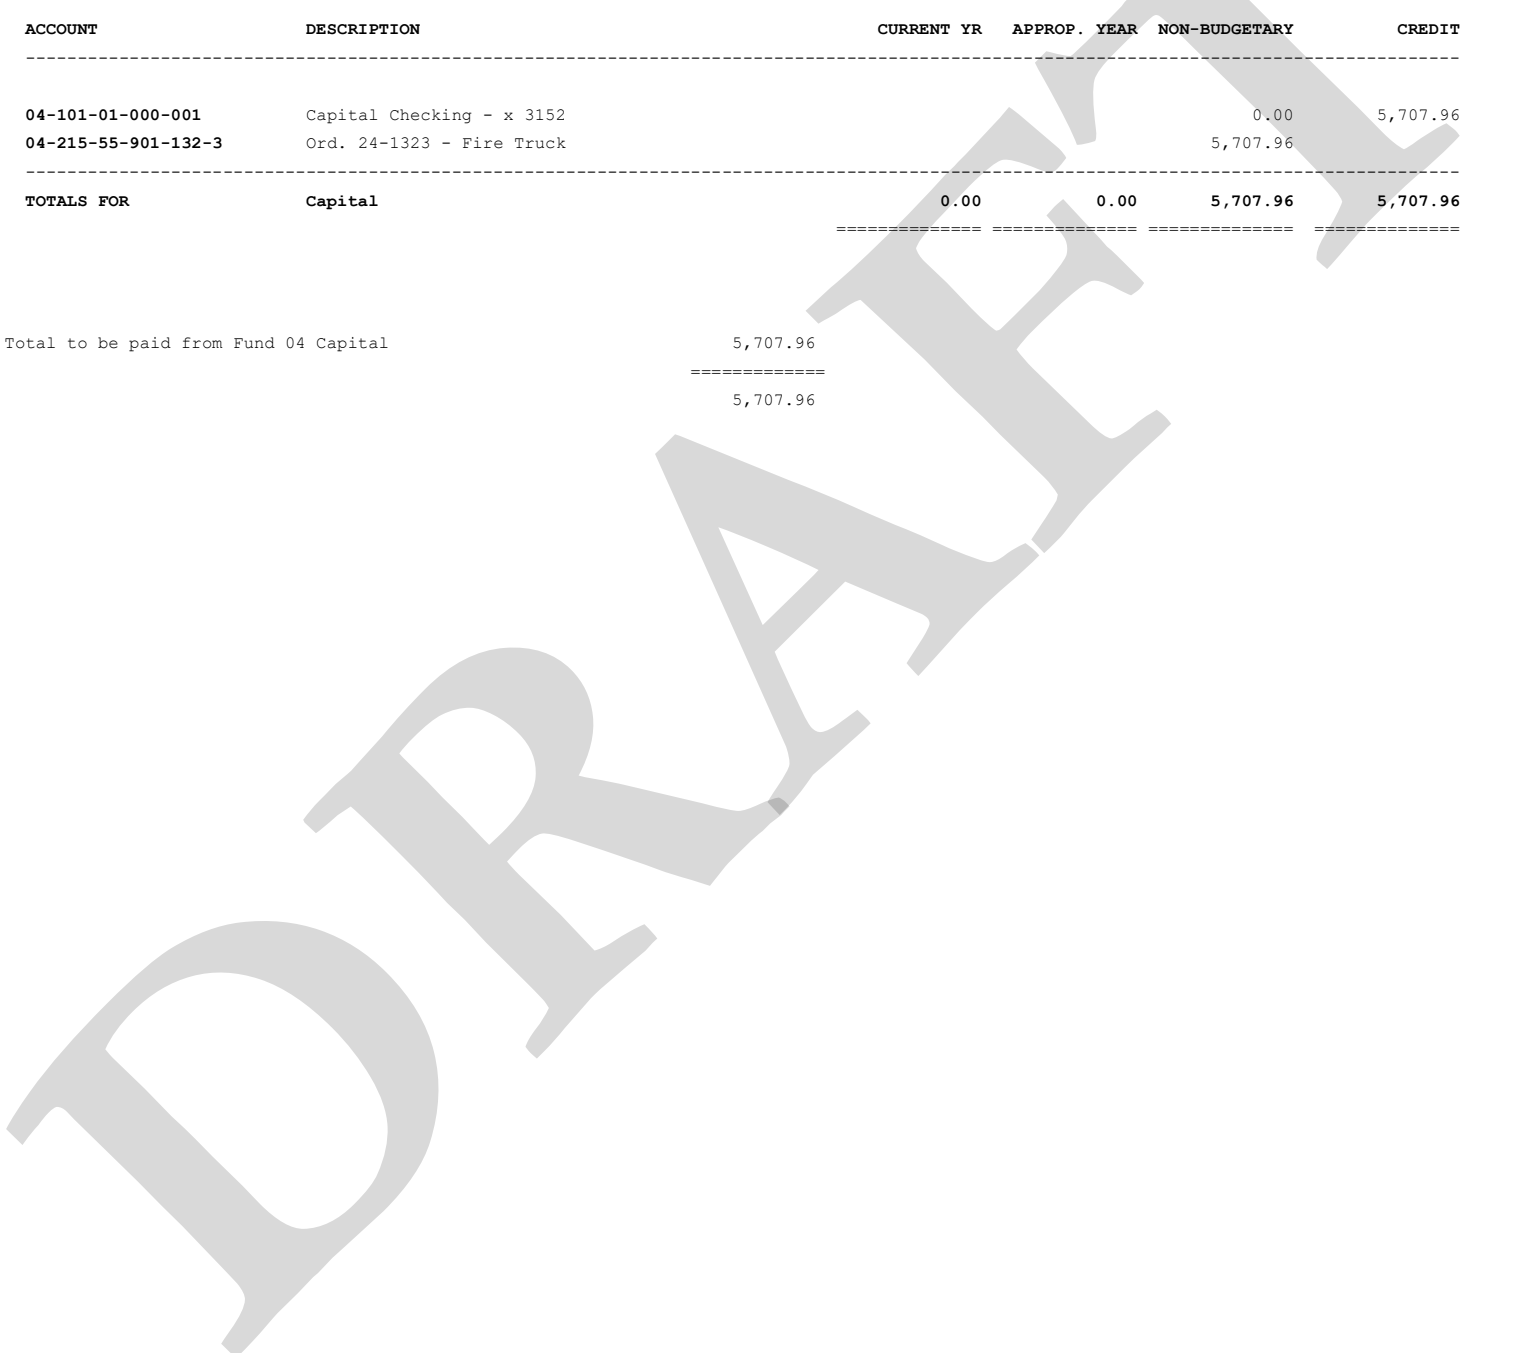 ACCOUNT DESCRIPTION CURRENT YR APPROP. YEAR NON-BUDGETARY CREDIT
04-101-01-000-001 Capital Checking - x 3152 0.00 5,707.96
04-215-55-901-132-3 Ord. 24-1323 - Fire Truck 5,707.96
TOTALS FOR Capital 0.00 0.00 5,707.96 5,707.96
============== ============== ============== ==============
Total to be paid from Fund 04 Capital 5,707.96
=============
5,707.96
DRAFT